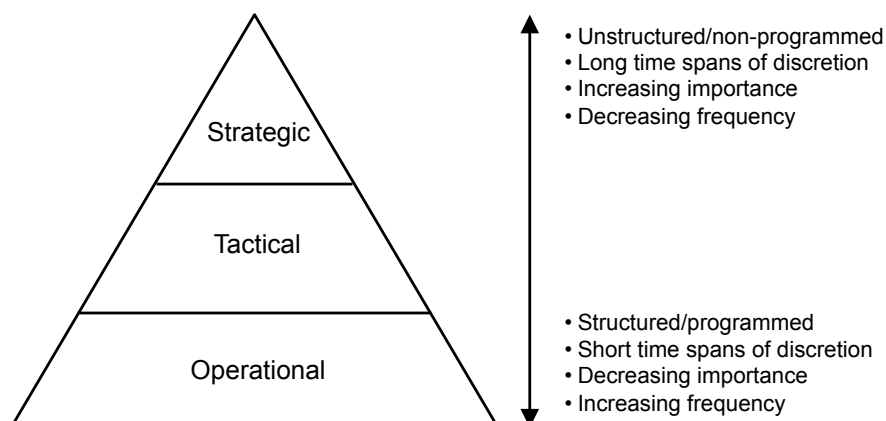 Strategic
Tactical
Operational
• Unstructured/non-programmed
• Long time spans of discretion
• Increasing importance
• Decreasing frequency
• Structured/programmed
• Short time spans of discretion
• Decreasing importance
• Increasing frequency